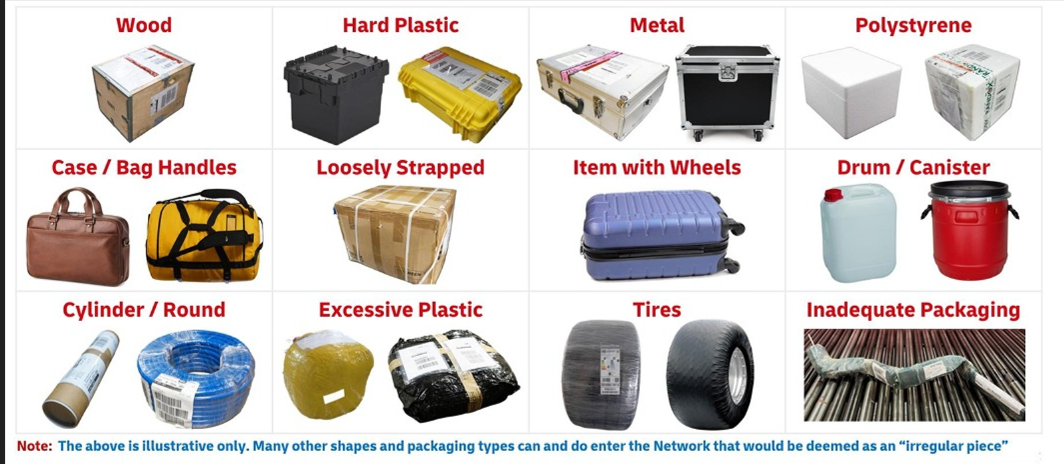 Wood
Hard Plastic
Metal
Polystyrene
Case / Bag Handles
Loosely Strapped
Item with Wheels
Drum / Canister
Cylinder / Round
Excessive Plastic
Tires
Inadequate Packaging
Note: The above is illustrative only. Many other shapes and packaging types can and do enter the Network that would be deemed as an “irregular piece”